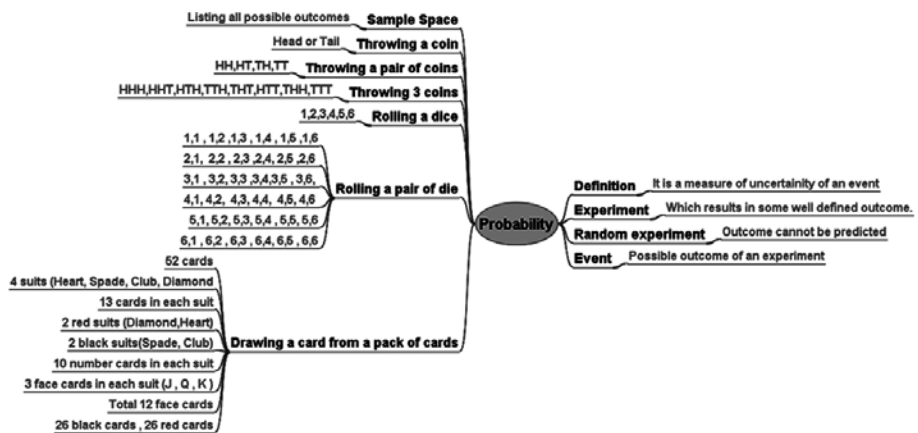 Listing all possible outcomes Sample Space
Head or Tail Throwing a coin
HH,HT,TH,TT Throwing a pair of coins
HHH,HHT,HTH,TTH,THT,HTT,THH,TTT Throwing 3 coins
1,2,3,4,5,6 Rolling a dice
1,1 , 1,2 ,1,3 , 1,4 , 1,5 ,1,6
2,1, 2,2 , 2,3 ,2,4, 2,5 ,2,6
3,1 , 3,2, 3,3 ,3,4,3,5 , 3,6,
4,1, 4,2, 4,3, 4,4, 4,5, 4,6
5,1, 5,2, 5,3, 5,4 , 5,5, 5,6
6,1 , 6,2 , 6,3 , 6,4, 6,5 , 6,6
Rolling a pair of die
52 cards
4 suits (Heart, Spade, Club, Diamond
13 cards in each suit
2 red suits (Diamond,Heart)
2 black suits(Spade, Club)
10 number cards in each suit
3 face cards in each suit (J , Q , K )
Total 12 face cards
26 black cards , 26 red cards
Drawing a card from a pack of cards
Probability
Definition It is a measure of uncertainity of an event
Experiment Which results in some well defined outcome.
Random experiment Outcome cannot be predicted
Event Possible outcome of an experiment